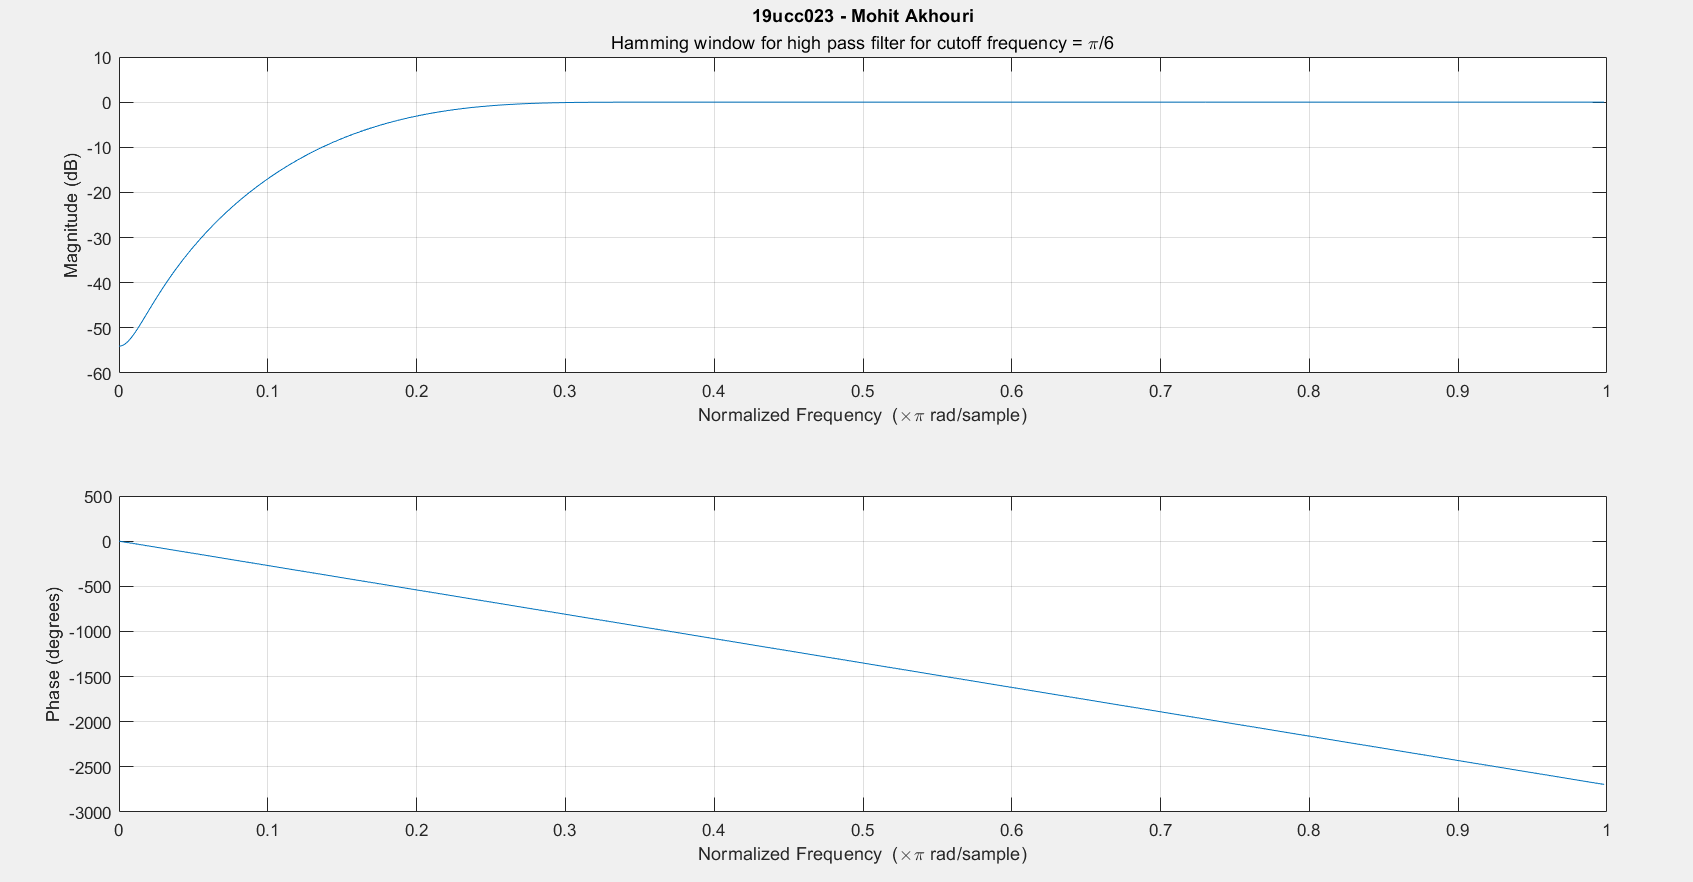 19ucc023 - Mohit Akhouri
Hamming window for high pass filter for cutoff frequency = π/6
10
0
-10
-20
-30
-40
-50
-60
Magnitude (dB)
0 0.1 0.2 0.3 0.4 0.5 0.6 0.7 0.8 0.9 1
Normalized Frequency (×π rad/sample)
500
0
-500
-1000
-1500
-2000
-2500
-3000
Phase (degrees)
0 0.1 0.2 0.3 0.4 0.5 0.6 0.7 0.8 0.9 1
Normalized Frequency (×π rad/sample)